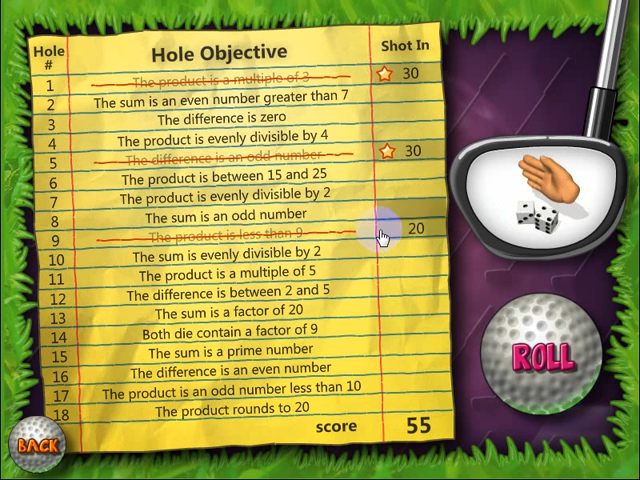 Hole # Hole Objective Shot In
1 The product is a multiple of 3 30
2 The sum is an even number greater than 7
3 The difference is zero
4 The product is evenly divisible by 4
5 The difference is an odd number 30
6 The product is between 15 and 25
7 The product is evenly divisible by 2
8 The sum is an odd number
9 The product is less than 9 20
10 The sum is evenly divisible by 2
11 The product is a multiple of 5
12 The difference is between 2 and 5
13 The sum is a factor of 20
14 Both die contain a factor of 9
15 The sum is a prime number
16 The difference is an even number
17 The product is an odd number less than 10
18 The product rounds to 20
score 55
ROLL
BACK